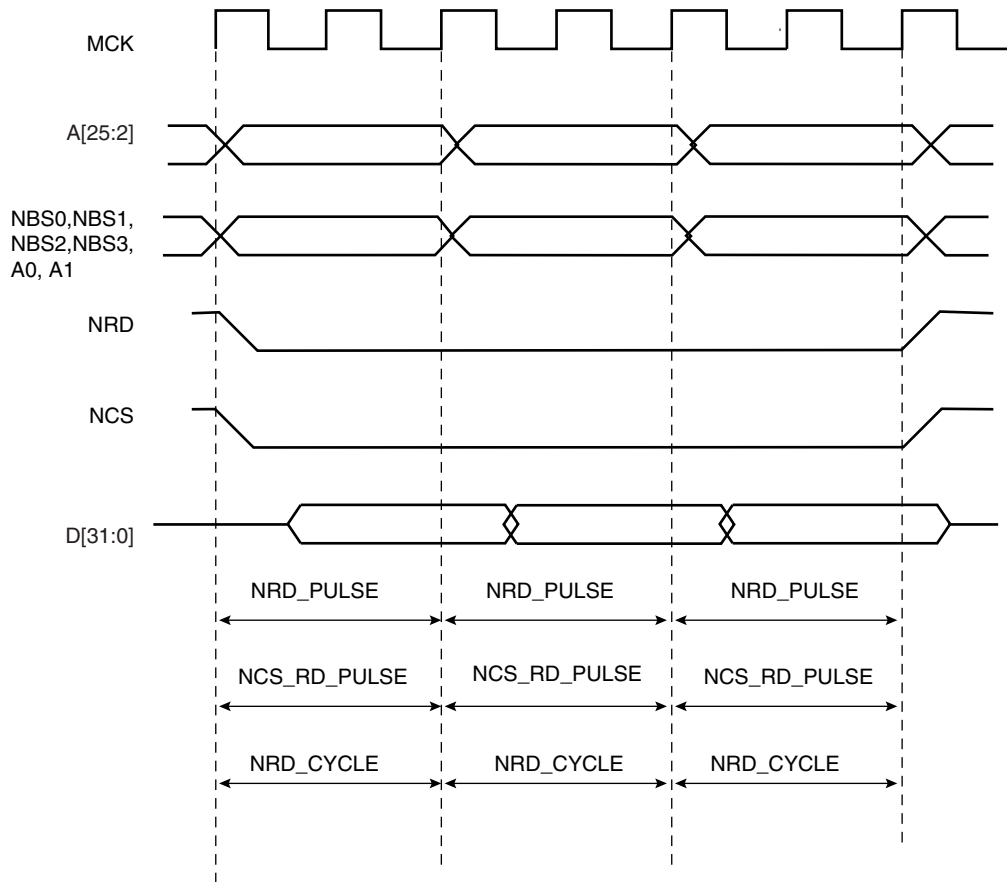 MCK
A[25:2]
NBS0,NBS1,
NBS2,NBS3,
A0, A1
NRD
NCS
D[31:0]
NRD_PULSE NRD_PULSE NRD_PULSE
NCS_RD_PULSE NCS_RD_PULSE NCS_RD_PULSE
NRD_CYCLE NRD_CYCLE NRD_CYCLE